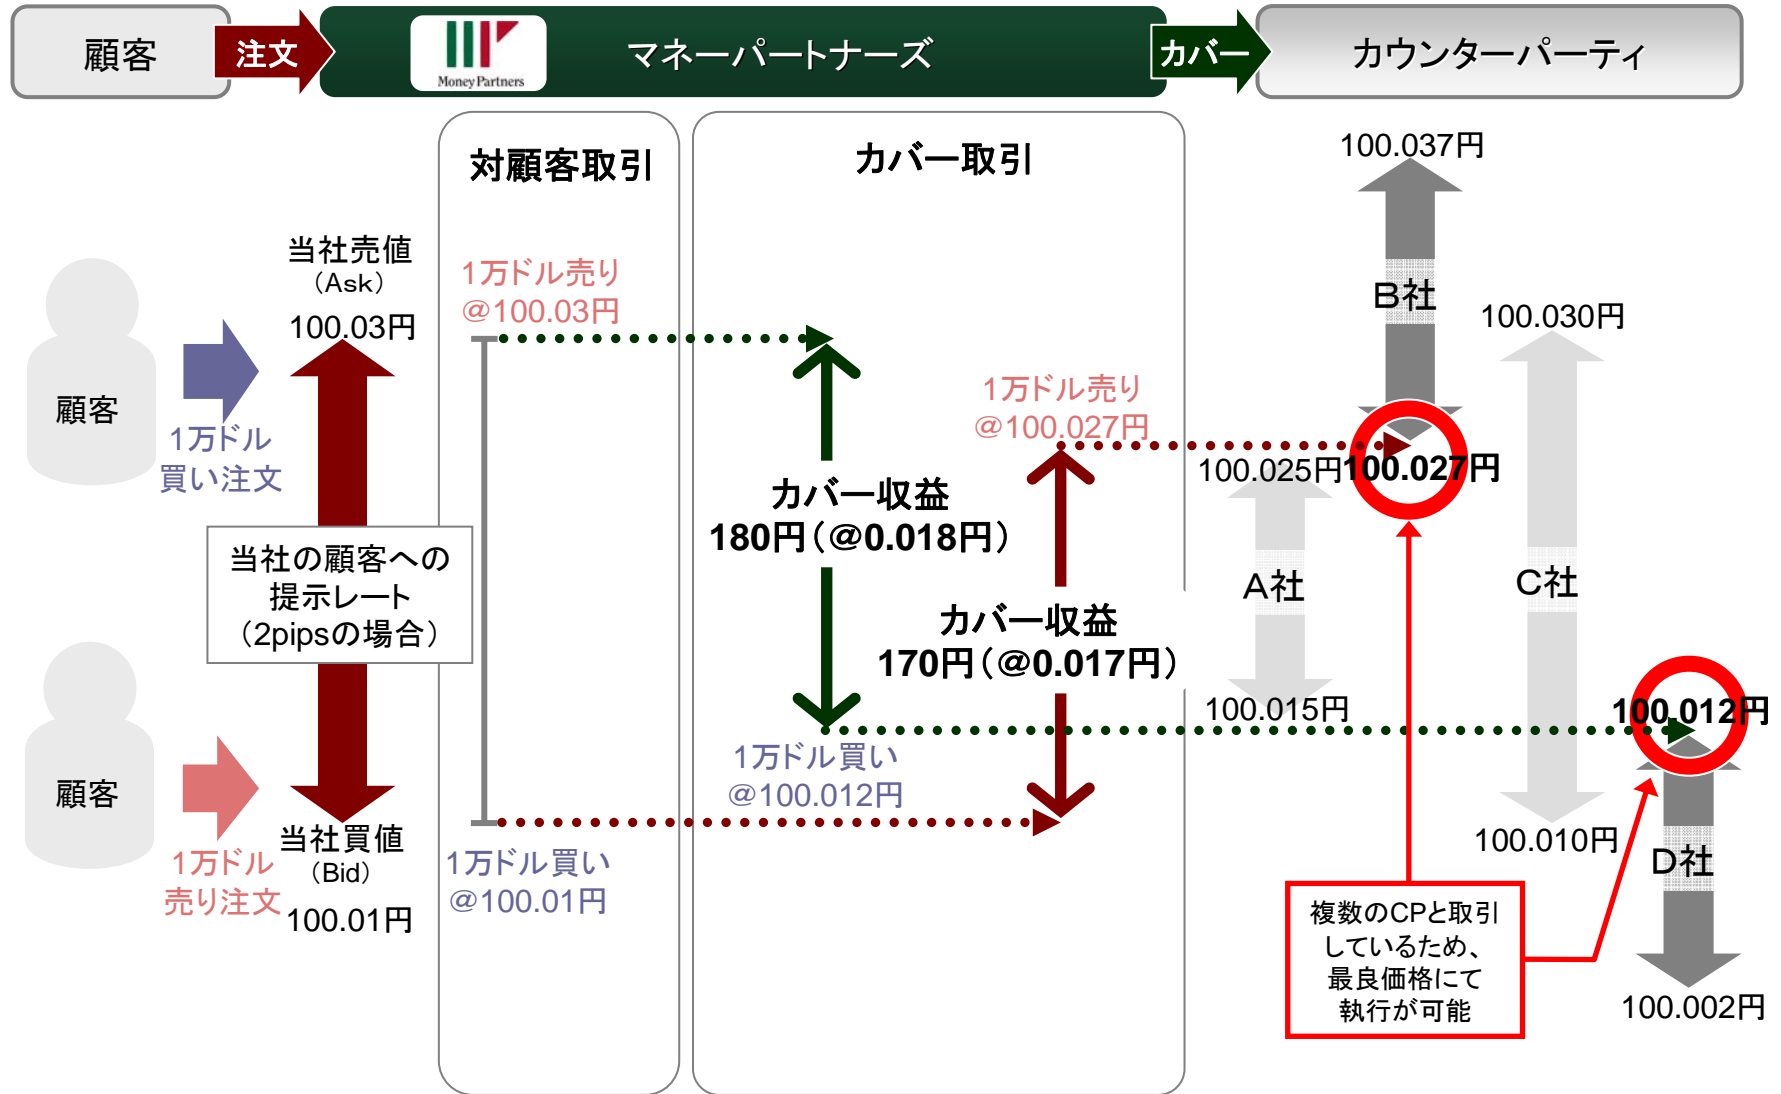 顧客
注文
Money Partners
マネーパートナーズ
カバー
カウンターパーティ
対顧客取引
カバー取引
当社売値
（Ask）
100.03円
顧客
1万ドル
買い注文
当社の顧客への
提示レート
（2pipsの場合）
顧客
1万ドル
売り注文
当社買値
（Bid）
100.01円
1万ドル売り
＠100.03円
1万ドル買い
＠100.01円
カバー収益
180円（＠0.018円）
1万ドル買い
＠100.012円
1万ドル売り
＠100.027円
カバー収益
170円（＠0.017円）
100.025円
A社
100.015円
100.037円
B社
100.027円
100.030円
C社
100.010円
100.012円
D社
100.002円
複数のCPと取引
しているため、
最良価格にて
執行が可能